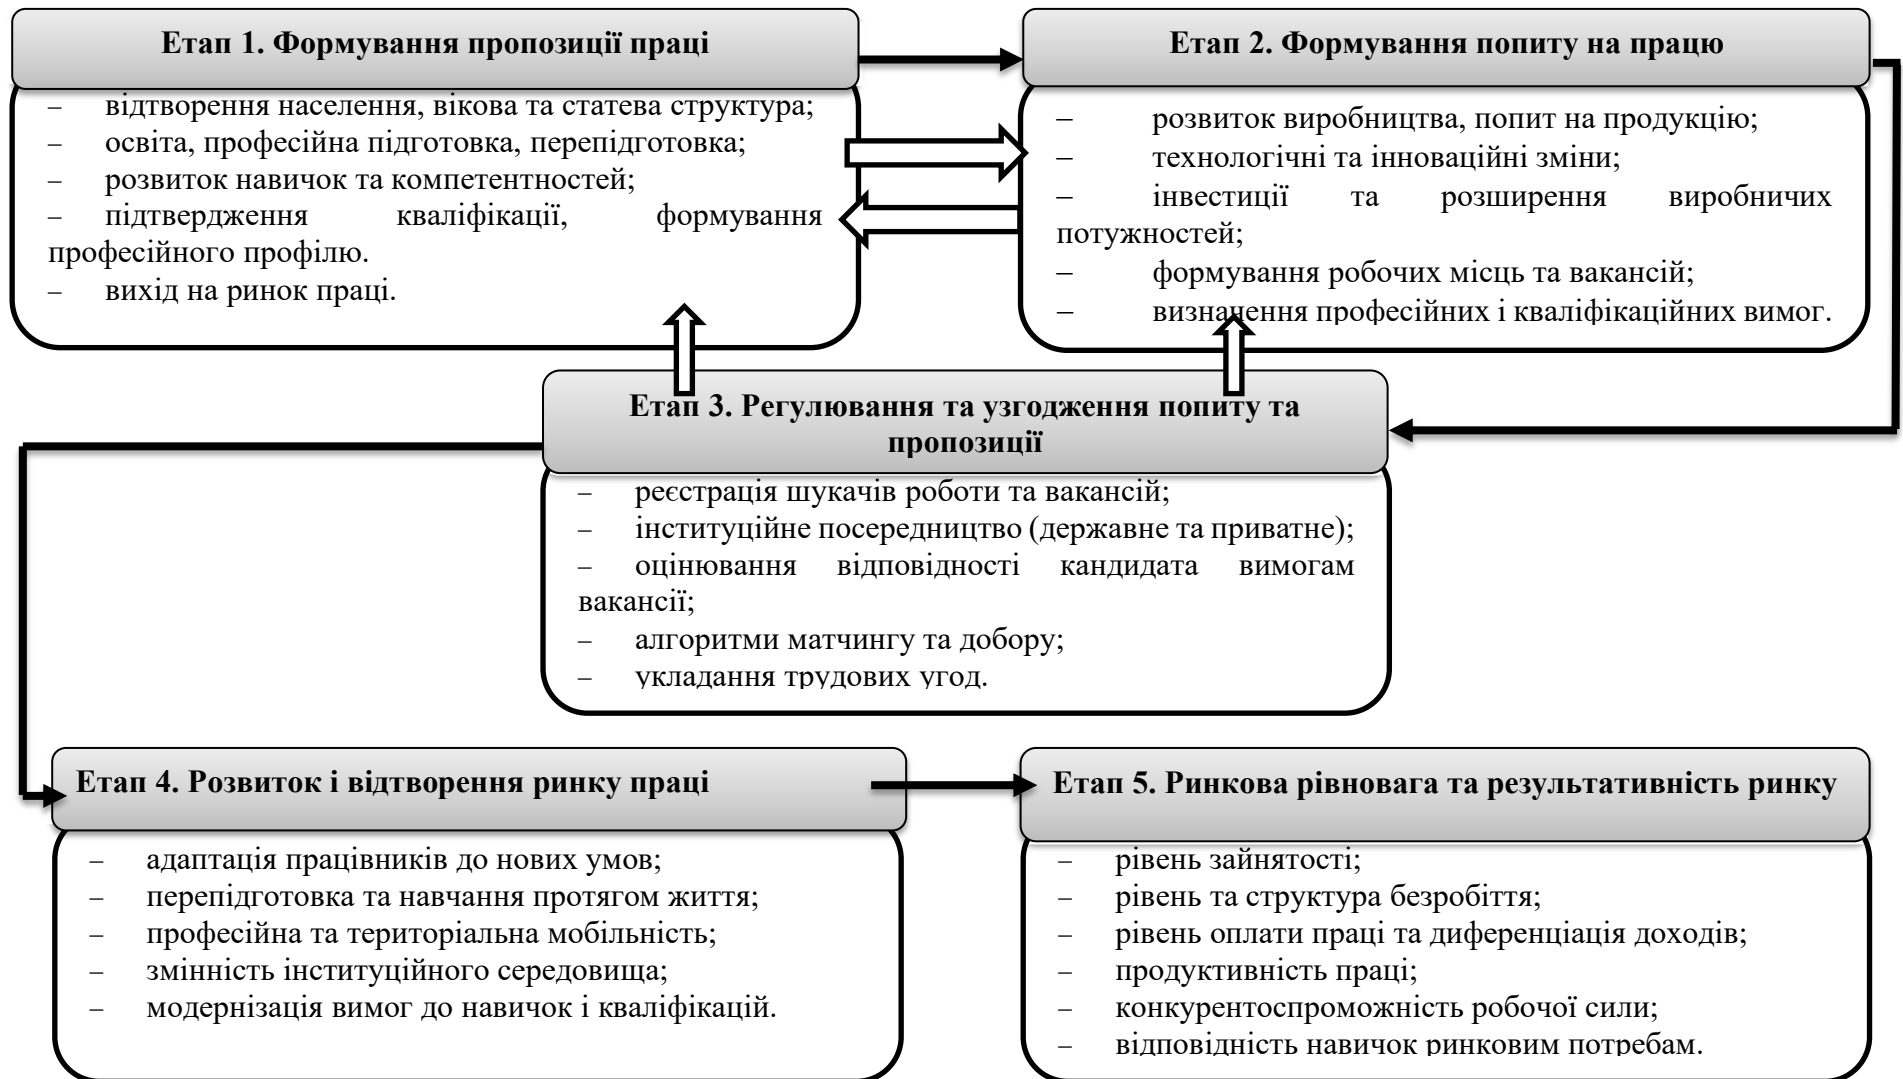 Етап 1. Формування пропозиції праці
– відтворення населення, вікова та статева структура;
– освіта, професійна підготовка, перепідготовка;
– розвиток навичок та компетентностей;
– підтвердження кваліфікації, формування
професійного профілю.
– вихід на ринок праці.
Етап 2. Формування попиту на працю
– розвиток виробництва, попит на продукцію;
– технологічні та інноваційні зміни;
– інвестиції та розширення виробничих
потужностей;
– формування робочих місць та вакансій;
– визначення професійних і кваліфікаційних вимог.
Етап 3. Регулювання та узгодження попиту та
пропозиції
– реєстрація шукачів роботи та вакансій;
– інституційне посередництво (державне та приватне);
– оцінювання відповідності кандидата вимогам
вакансії;
– алгоритми матчингу та добору;
– укладання трудових угод.
Етап 4. Розвиток і відтворення ринку праці
– адаптація працівників до нових умов;
– перепідготовка та навчання протягом життя;
– професійна та територіальна мобільність;
– змінність інституційного середовища;
– модернізація вимог до навичок і кваліфікацій.
Етап 5. Ринкова рівновага та результативність ринку
– рівень зайнятості;
– рівень та структура безробіття;
– рівень оплати праці та диференціація доходів;
– продуктивність праці;
– конкурентоспроможність робочої сили;
– відповідність навичок ринковим потребам.